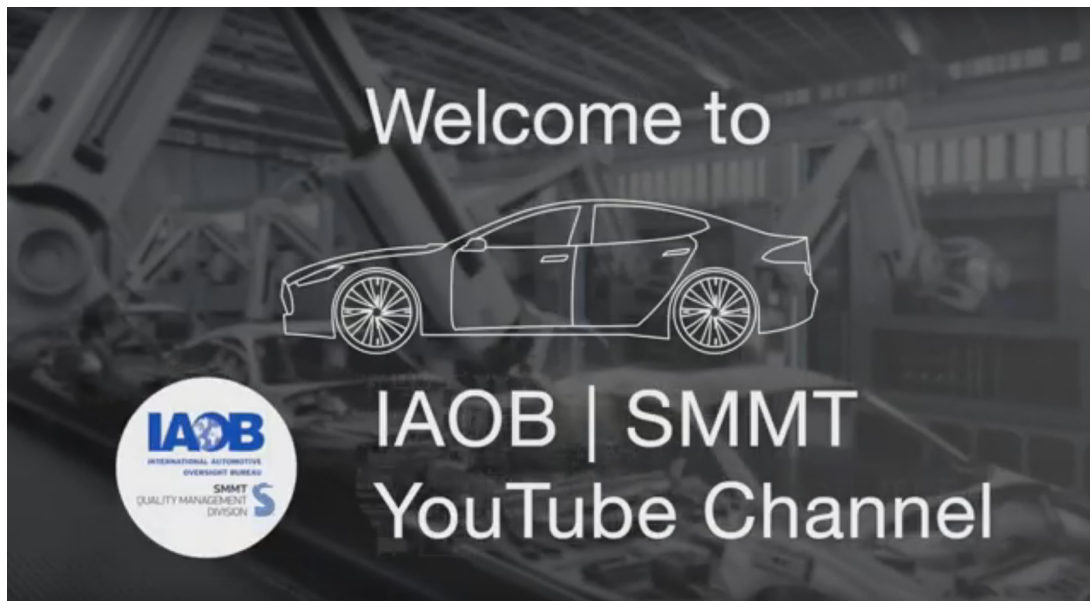 Welcome to
IAOB | SMMT
YouTube Channel
IAOB
INTERNATIONAL AUTOMOTIVE
OVERSIGHT BUREAU
SMMT
QUALITY MANAGEMENT
DIVISION